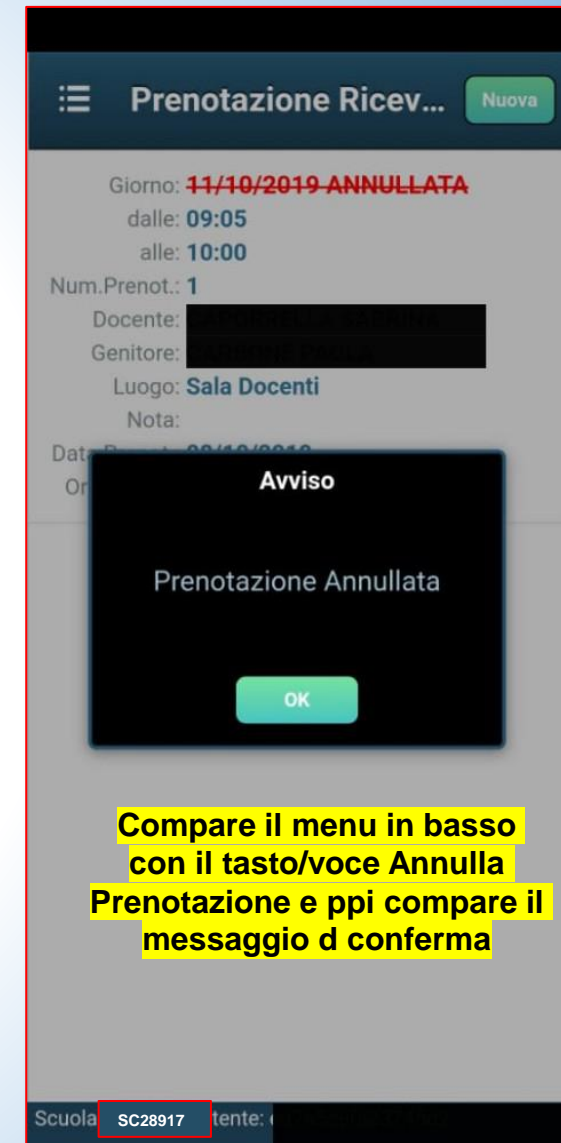 Prenotazione Ricev... Nuova
Giorno: 11/10/2019 ANNULLATA
dalle: 09:05
alle: 10:00
Num.Prenot.: 1
Docente:
Genitore:
Luogo: Sala Docenti
Nota:
Avviso
Prenotazione Annullata
OK
Compare il menu in basso
con il tasto/voce Annulla
Prenotazione e ppi compare il
messaggio d conferma
Scuola SC28917 tente: